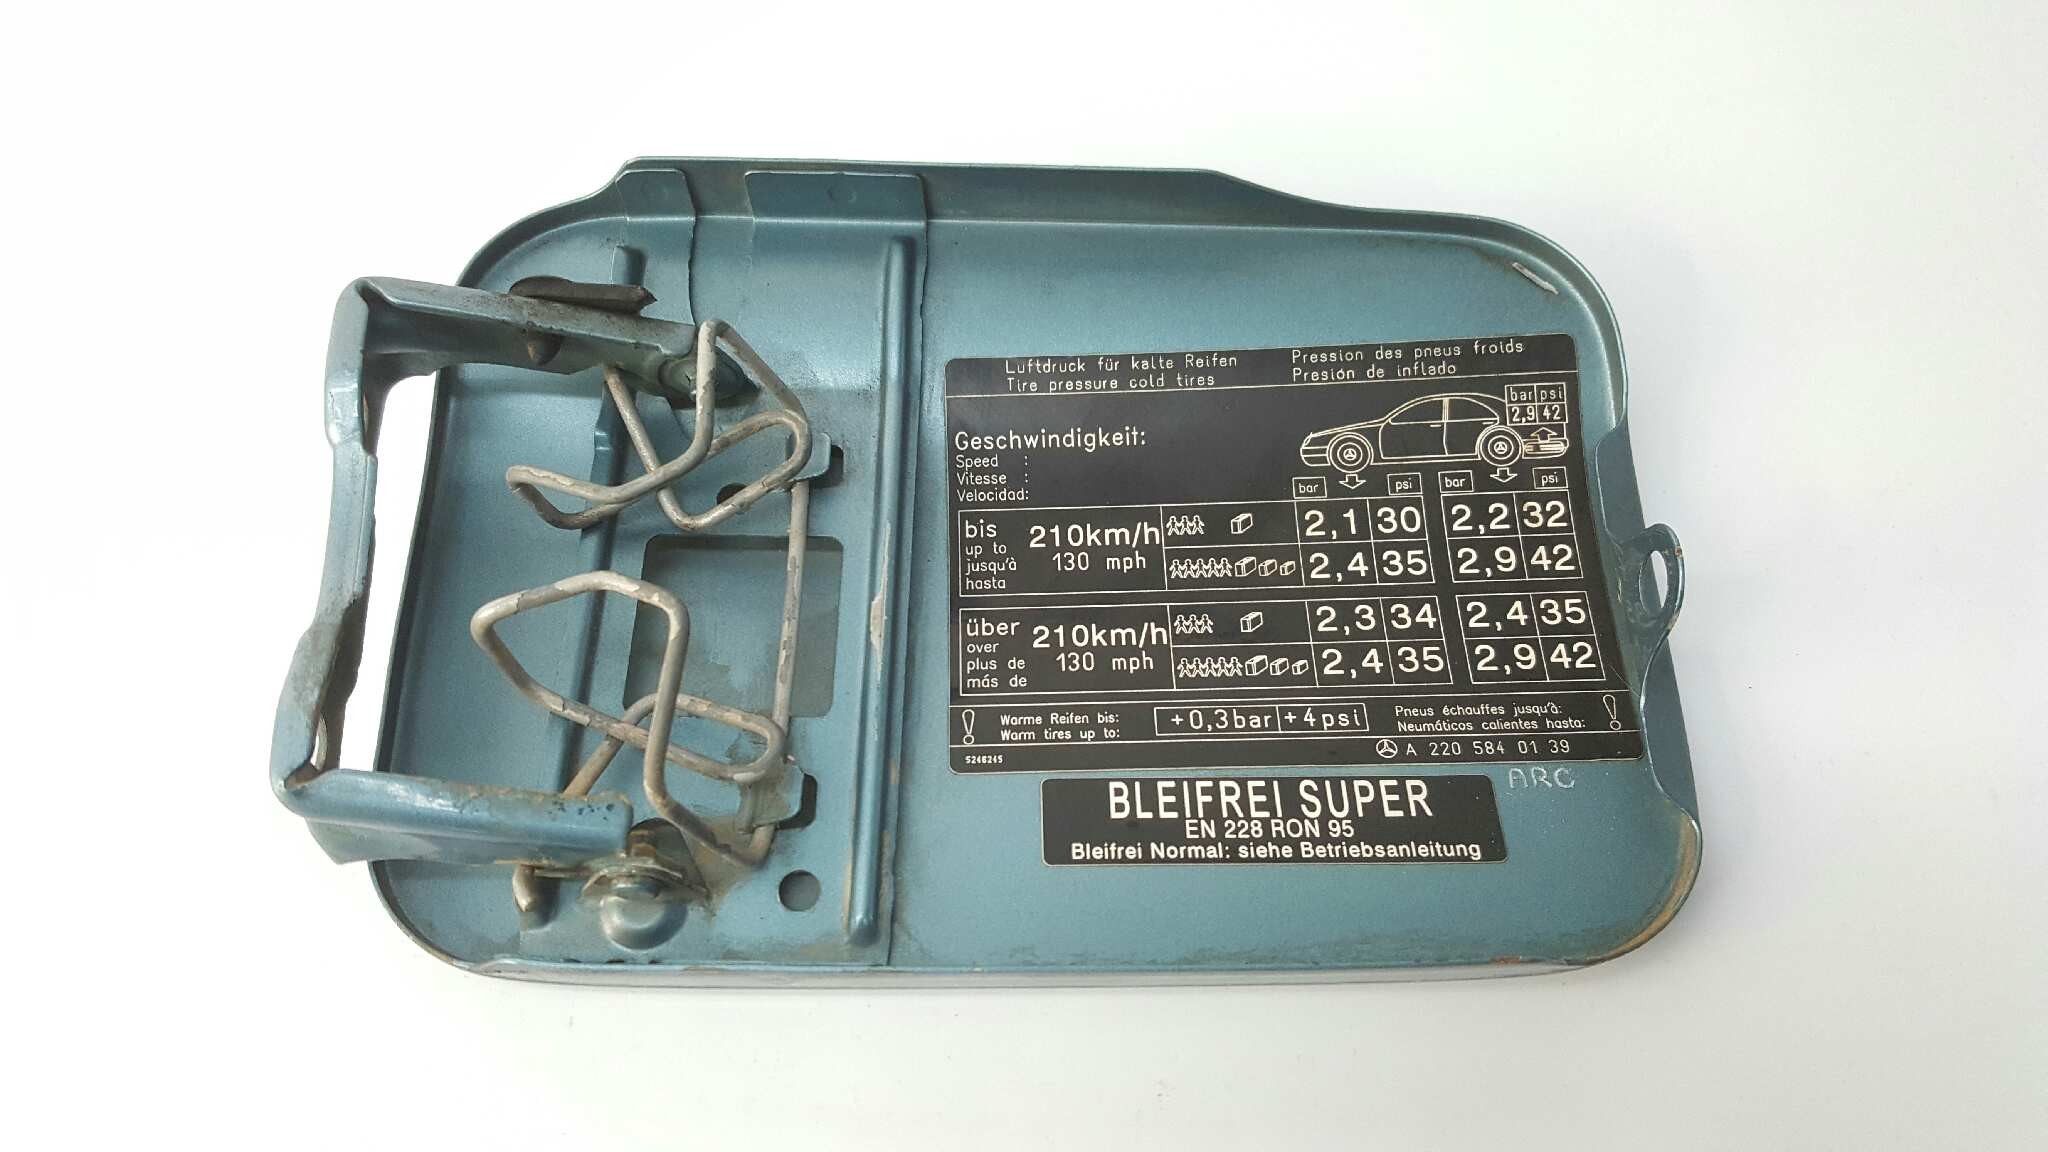 Luftdruck für kalte Reifen Pression des pneus froids
Tire pressure cold tires Presión de inflado
bar psi
2,9 42
Geschwindigkeit:
Speed :
Vitesse :
Velocidad:
bar psi bar psi
bis 210km/h 2,1 30 2,2 32
up to 130 mph
jusqu'à 2,4 35 2,9 42
hasta
über 210km/h 2,3 34 2,4 35
over 130 mph
plus de 2,4 35 2,9 42
más de
! Warme Reifen bis: +0,3bar +4psi Pneus échauffes jusqu'à: !
Warm tires up to: Neumáticos calientes hasta:
5246245 A 220 584 01 39
ARC
BLEIFREI SUPER
EN 228 RON 95
Bleifrei Normal: siehe Betriebsanleitung